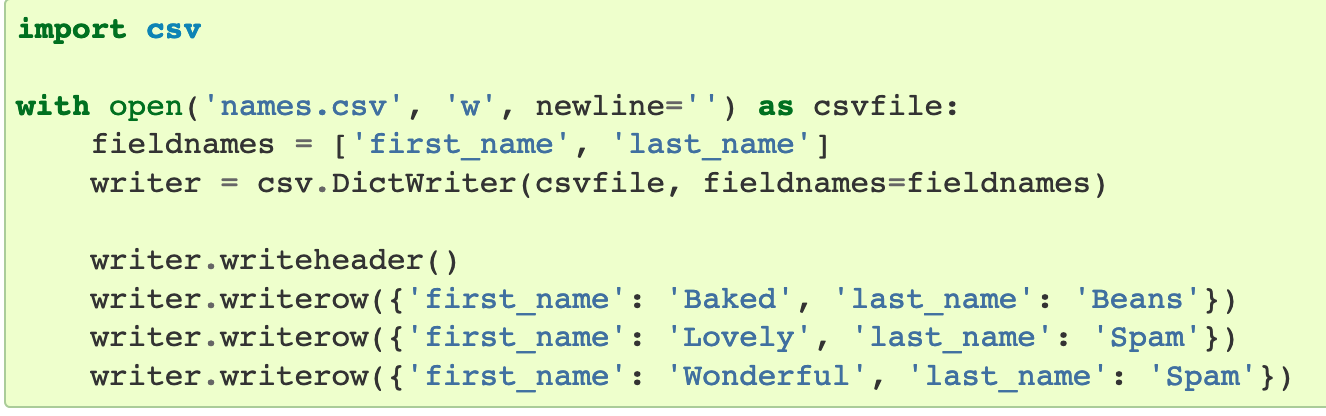 import csv

with open('names.csv', 'w', newline='') as csvfile:
    fieldnames = ['first_name', 'last_name']
    writer = csv.DictWriter(csvfile, fieldnames=fieldnames)

    writer.writeheader()
    writer.writerow({'first_name': 'Baked', 'last_name': 'Beans'})
    writer.writerow({'first_name': 'Lovely', 'last_name': 'Spam'})
    writer.writerow({'first_name': 'Wonderful', 'last_name': 'Spam'})